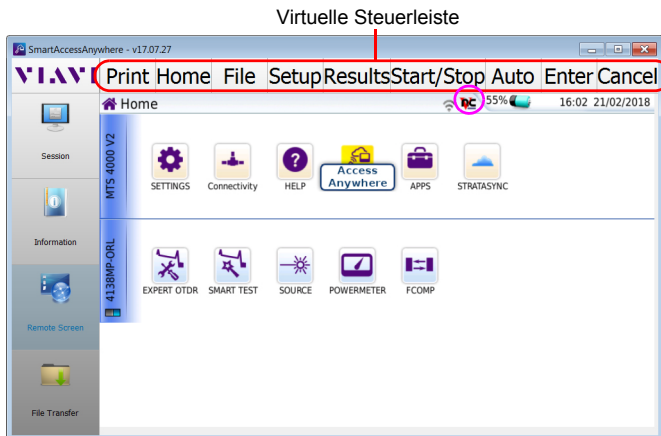 Virtuelle Steuerleiste
SmartAccessAnywhere - v17.07.27
VIAVI Print Home File Setup Results Start/Stop Auto Enter Cancel
Home 55% 16:02 21/02/2018
Session
Information
Remote Screen
File Transfer
MTS 4000 V2
SETTINGS Connectivity HELP Access Anywhere APPS STRATASYNC
4138MP-ORL
EXPERT OTDR SMART TEST SOURCE POWERMETER FCOMP